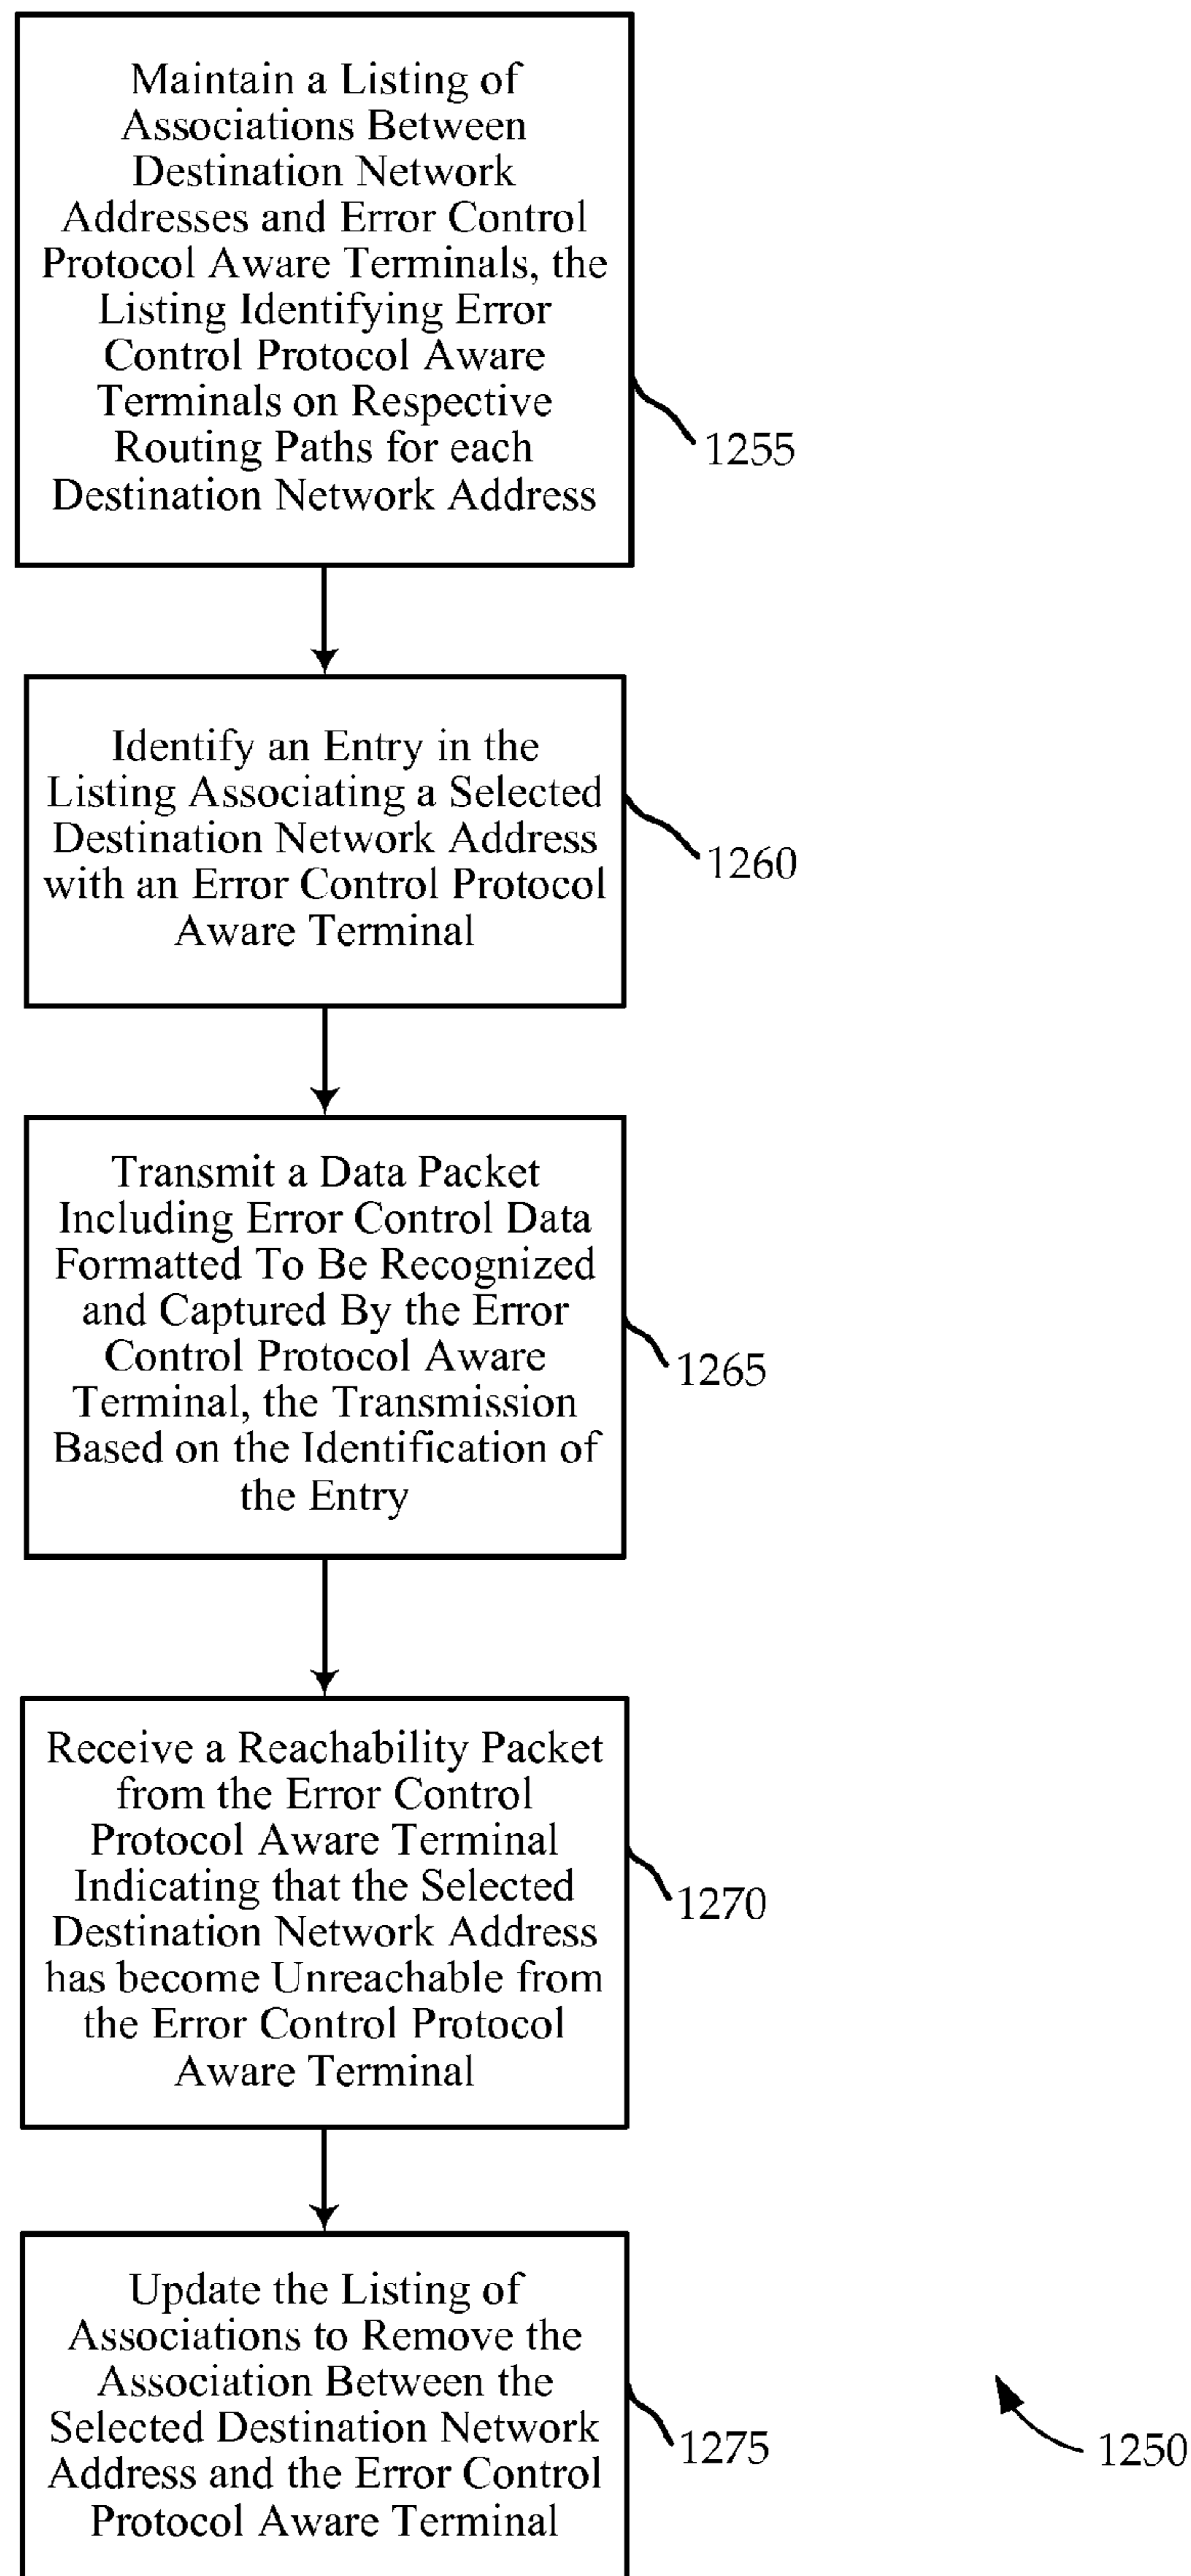 Maintain a Listing of
Associations Between
Destination Network
Addresses and Error Control
Protocol Aware Terminals, the
Listing Identifying Error
Control Protocol Aware
Terminals on Respective
Routing Paths for each
Destination Network Address
1255
Identify an Entry in the
Listing Associating a Selected
Destination Network Address
with an Error Control Protocol
Aware Terminal
1260
Transmit a Data Packet
Including Error Control Data
Formatted To Be Recognized
and Captured By the Error
Control Protocol Aware
Terminal, the Transmission
Based on the Identification of
the Entry
1265
Receive a Reachability Packet
from the Error Control
Protocol Aware Terminal
Indicating that the Selected
Destination Network Address
has become Unreachable from
the Error Control Protocol
Aware Terminal
1270
Update the Listing of
Associations to Remove the
Association Between the
Selected Destination Network
Address and the Error Control
Protocol Aware Terminal
1275
1250